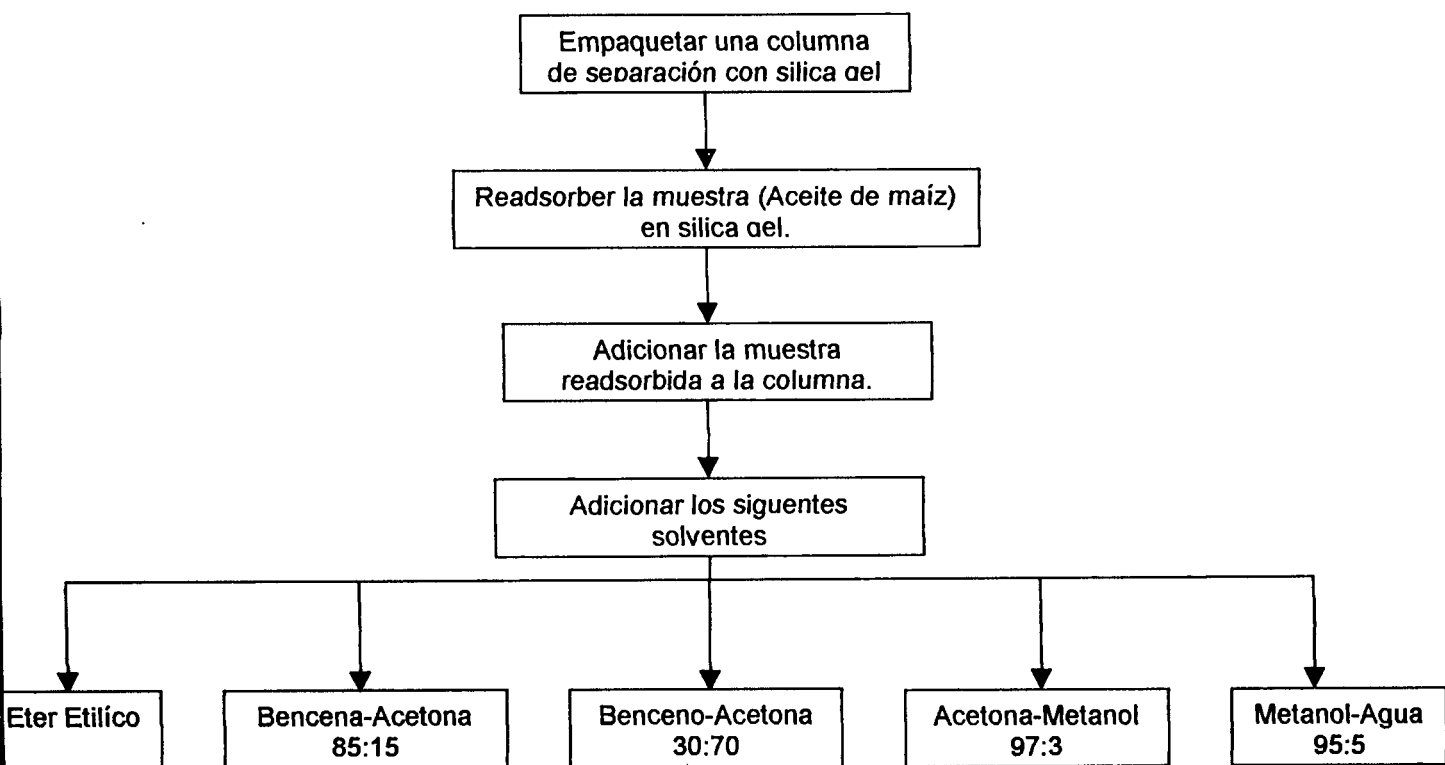 Empaquetar una columna
de separación con silica gel
Readsorber la muestra (Aceite de maíz)
en silica gel.
Adicionar la muestra
readsorbida a la columna.
Adicionar los siguentes
solventes
Eter Etilíco
Bencena-Acetona
85:15
Benceno-Acetona
30:70
Acetona-Metanol
97:3
Metanol-Agua
95:5